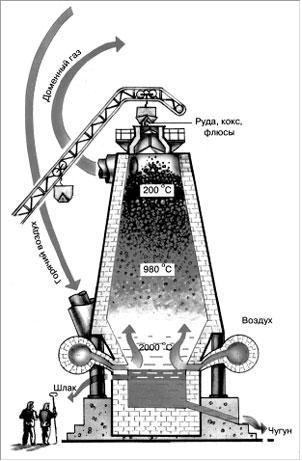 Доменный газ
Руда, кокс,
флюсы
200 °C
Горячий воздух
980 °C
2000 °C
Воздух
Шлак
Чугун